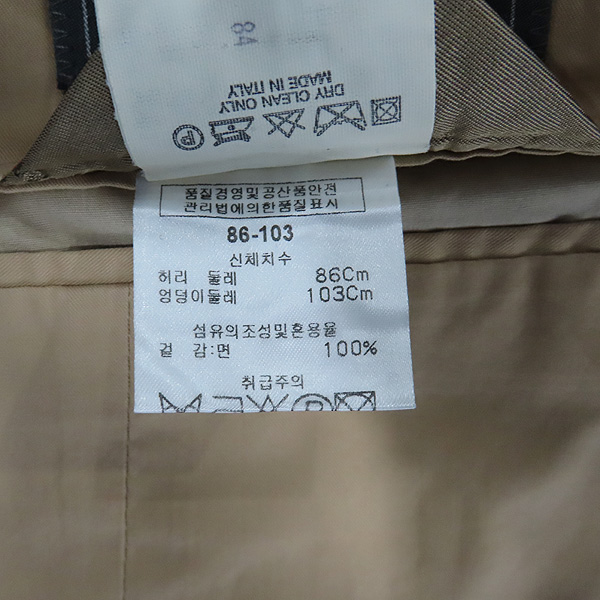 84
MADE IN ITALY
DRY CLEAN ONLY
P
품질경영및공산품안전
관리법에의한품질표시
86-103
신체치수
허리 둘레 86Cm
엉덩이둘레 103Cm
섬유의조성및혼용율
겉 감:면 100%
취급주의
P